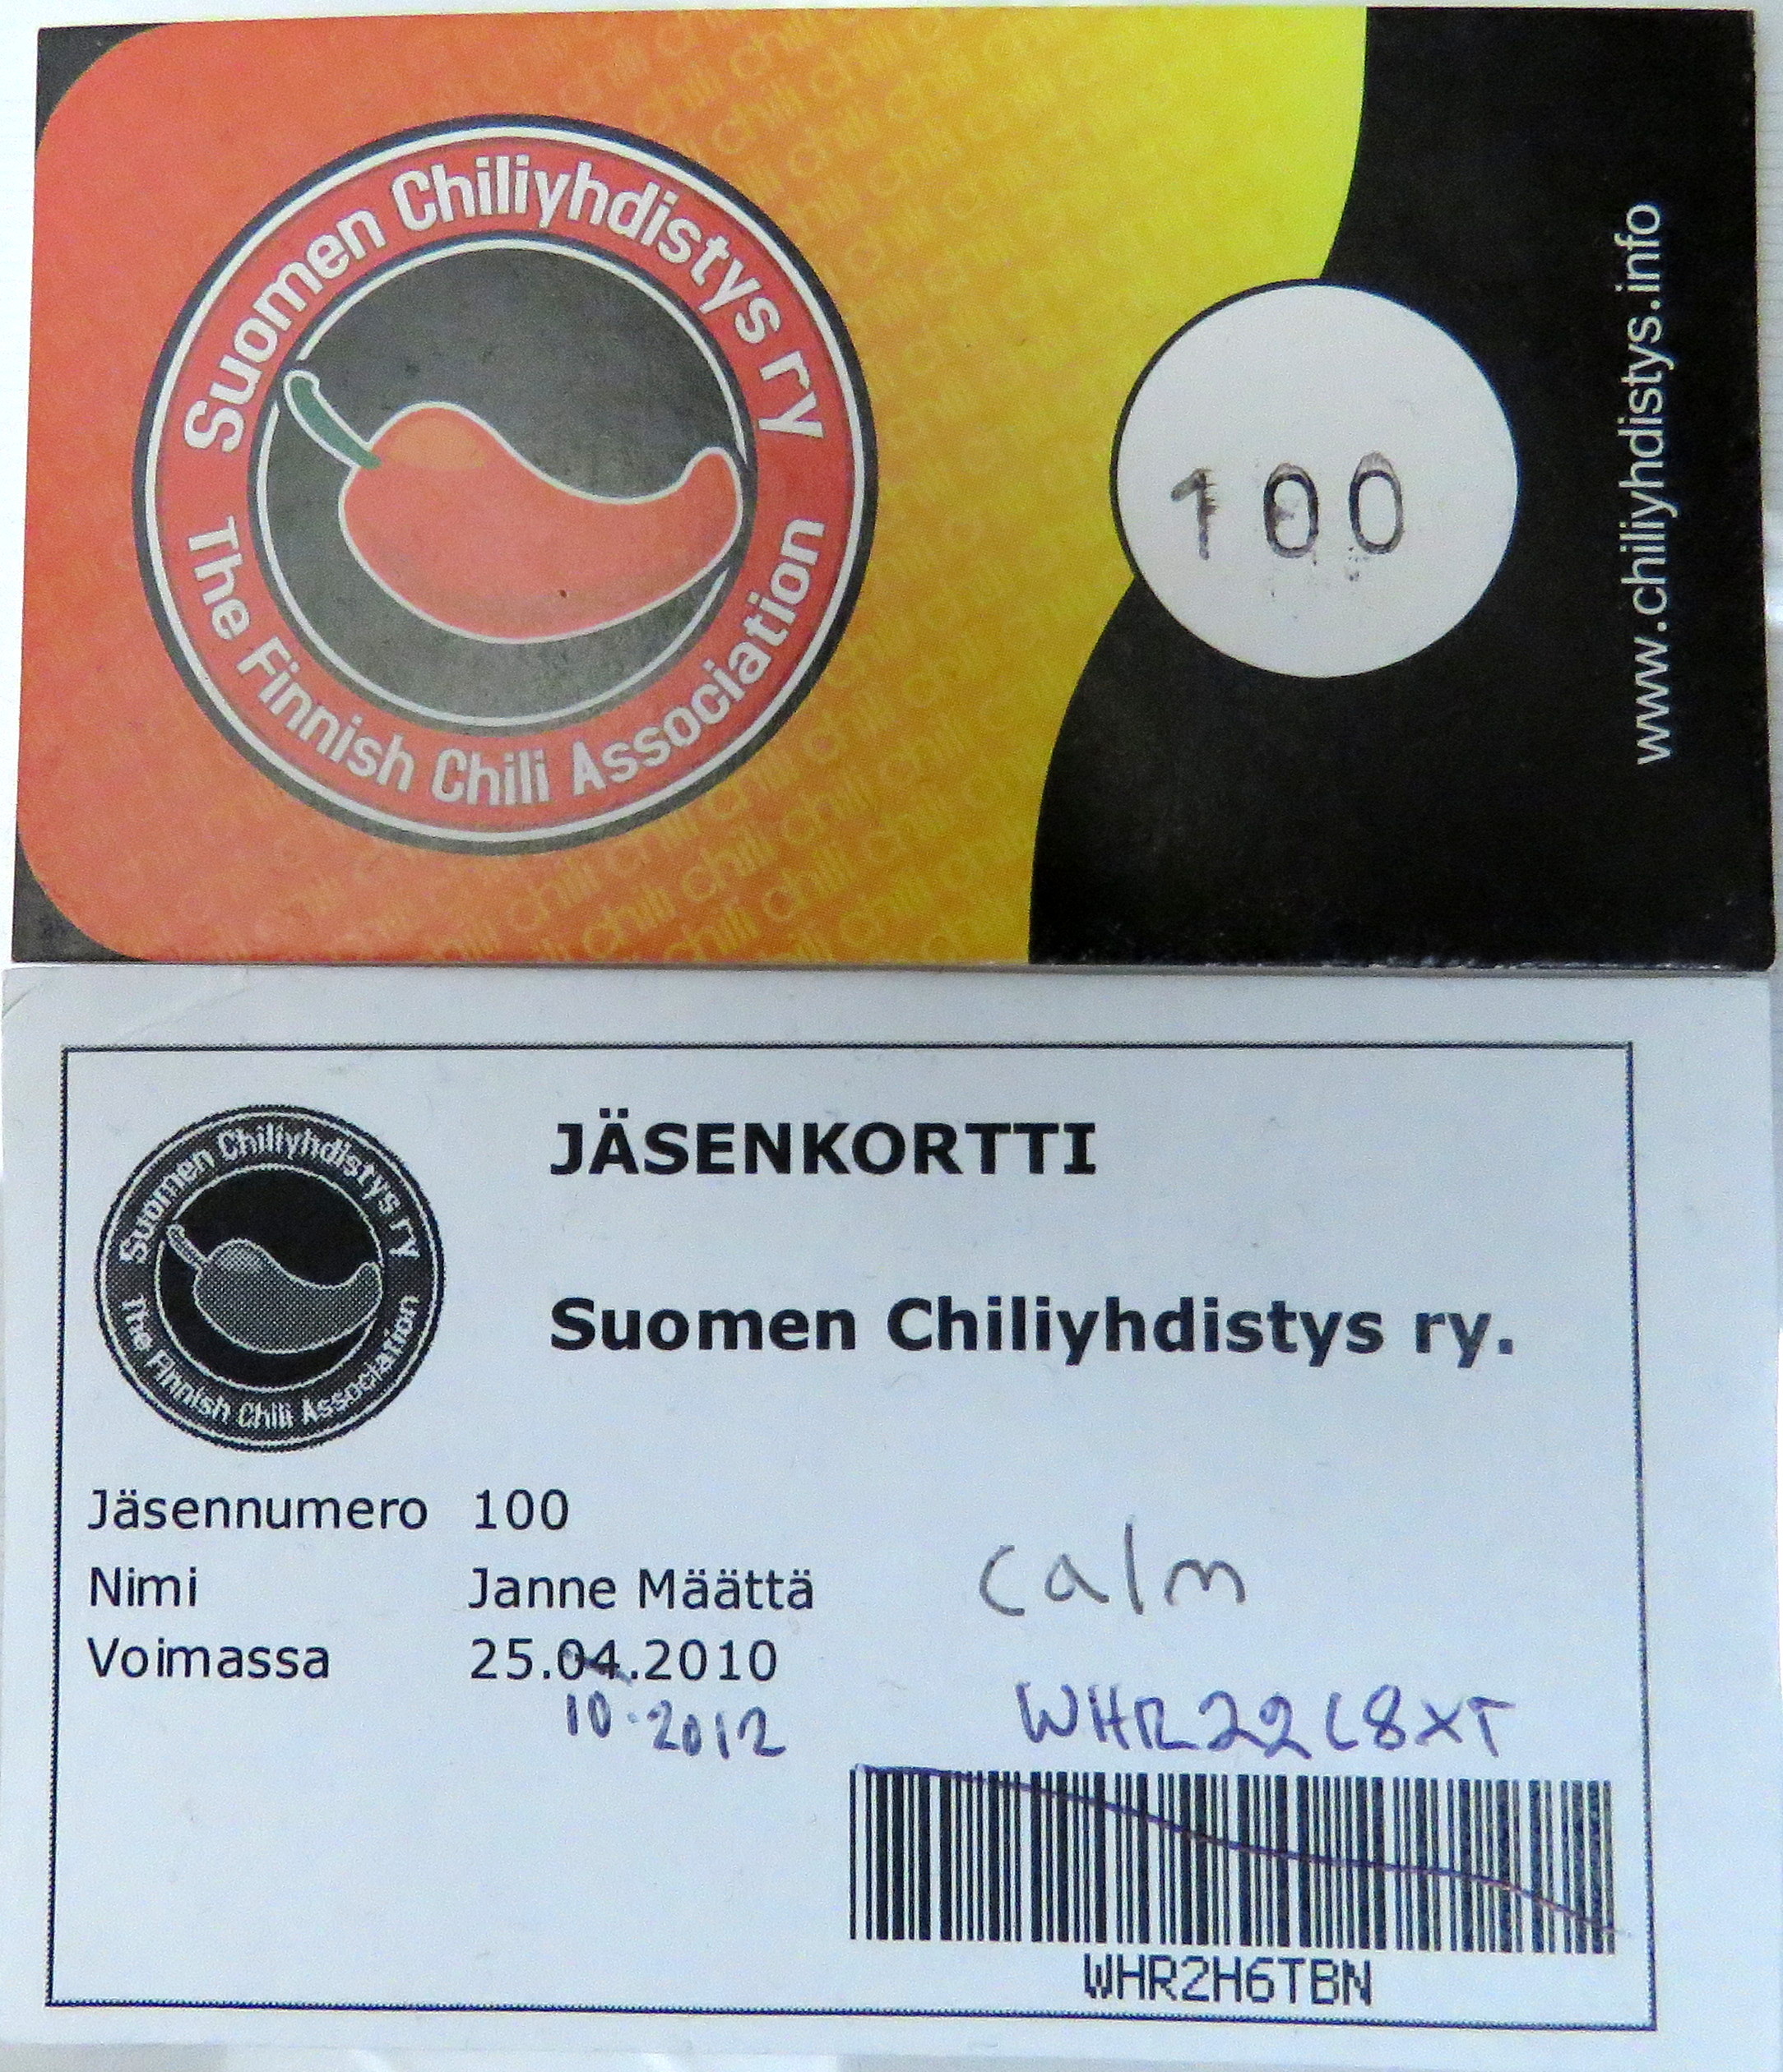 Suomen Chiliyhdistys ry
The Finnish Chili Association
100
www.chiliyhdistys.info
JÄSENKORTTI
Suomen Chiliyhdistys ry.
Suomen Chiliyhdistys ry
The Finnish Chili Association
Jäsennumero 100
Nimi Janne Määttä
calm
Voimassa 25.04.2010
10.2012
WHR22L8XT
WHR2H6TBN